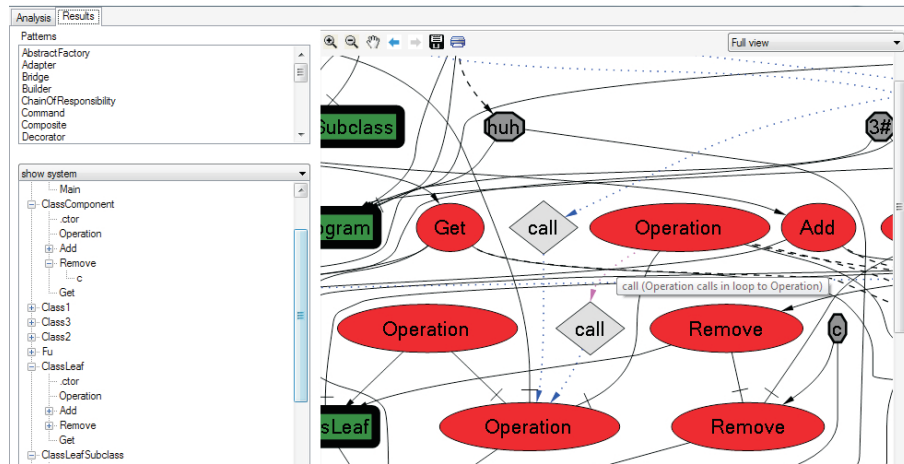 Analysis Results
Patterns
AbstractFactory
Adapter
Bridge
Builder
ChainOfResponsibility
Command
Composite
Decorator
show system
Main
ClassComponent
.ctor
Operation
Add
Remove
c
Get
Class1
Class3
Class2
Fu
ClassLeaf
.ctor
Operation
Add
Remove
Get
ClassLeafSubclass
Full view
Subclass
huh
3#
ogram
Get
call
Operation
Add
call (Operation calls in loop to Operation)
Operation
call
Remove
c
sLeaf
Operation
Remove